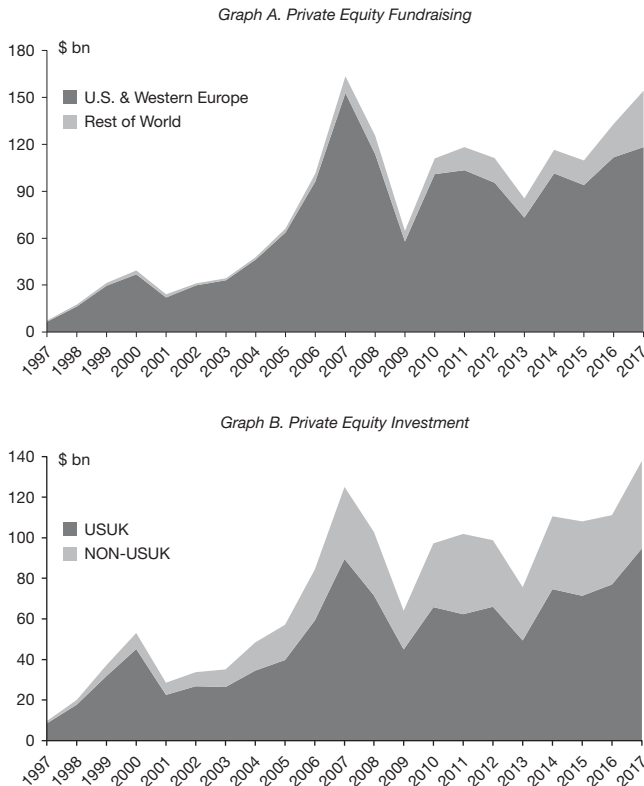 Graph A. Private Equity Fundraising
$ bn
180
150
120
90
60
30
0
U.S. & Western Europe
Rest of World
1997 1998 1999 2000 2001 2002 2003 2004 2005 2006 2007 2008 2009 2010 2011 2012 2013 2014 2015 2016 2017
Graph B. Private Equity Investment
$ bn
140
120
100
80
60
40
20
0
USUK
NON-USUK
1997 1998 1999 2000 2001 2002 2003 2004 2005 2006 2007 2008 2009 2010 2011 2012 2013 2014 2015 2016 2017